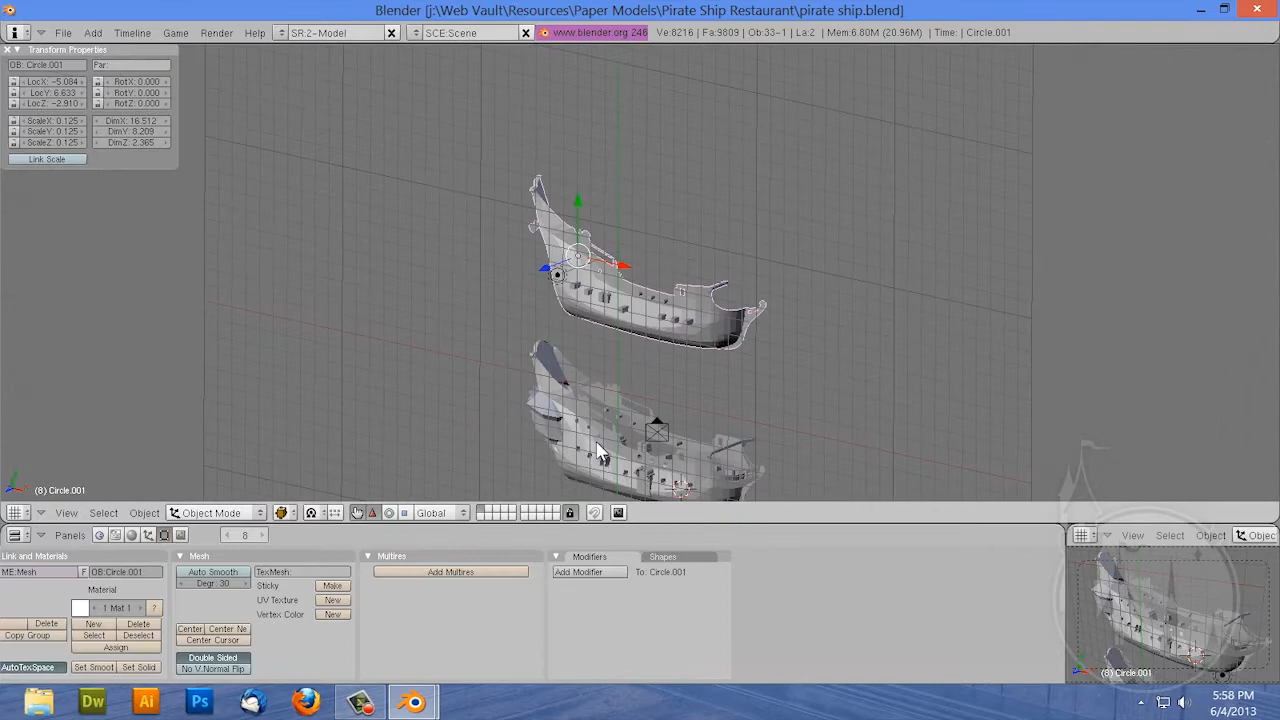 Blender [j:\Web Vault\Resources\Paper Models\Pirate Ship Restaurant\pirate ship.blend]
File Add Timeline Game Render Help SR:2-Model SCE:Scene www.blender.org 246 Ve:8216 | Fa:9809 | Ob:33-1 | La:2 | Mem:6.80M (20.96M) | Time: | Circle.001
Transform Properties
OB: Circle.001 Par:
LocX: -5.084 RotX: 0.000
LocY: 6.633 RotY: 0.000
LocZ: -2.910 RotZ: 0.000
ScaleX: 0.125 DimX: 16.512
ScaleY: 0.125 DimY: 8.209
ScaleZ: 0.125 DimZ: 2.365
Link Scale
(8) Circle.001
View Select Object Object Mode Global
Panels 8 View Select Object Objec
Link and Materials Mesh Multires Modifiers Shapes
ME:Mesh F OB:Circle.001 Auto Smooth TexMesh: Add Multires Add Modifier To: Circle.001
Degr: 30 Sticky Make
Material
1 Mat 1 ? UV Texture New
Delete New Delete Vertex Color New
Copy Group Select Deselect Center Center Ne
Assign Center Cursor
AutoTexSpace Set Smoot Set Solid Double Sided
No V.Normal Flip
(8) Circle.001
Dw Ai Ps
5:58 PM
6/4/2013